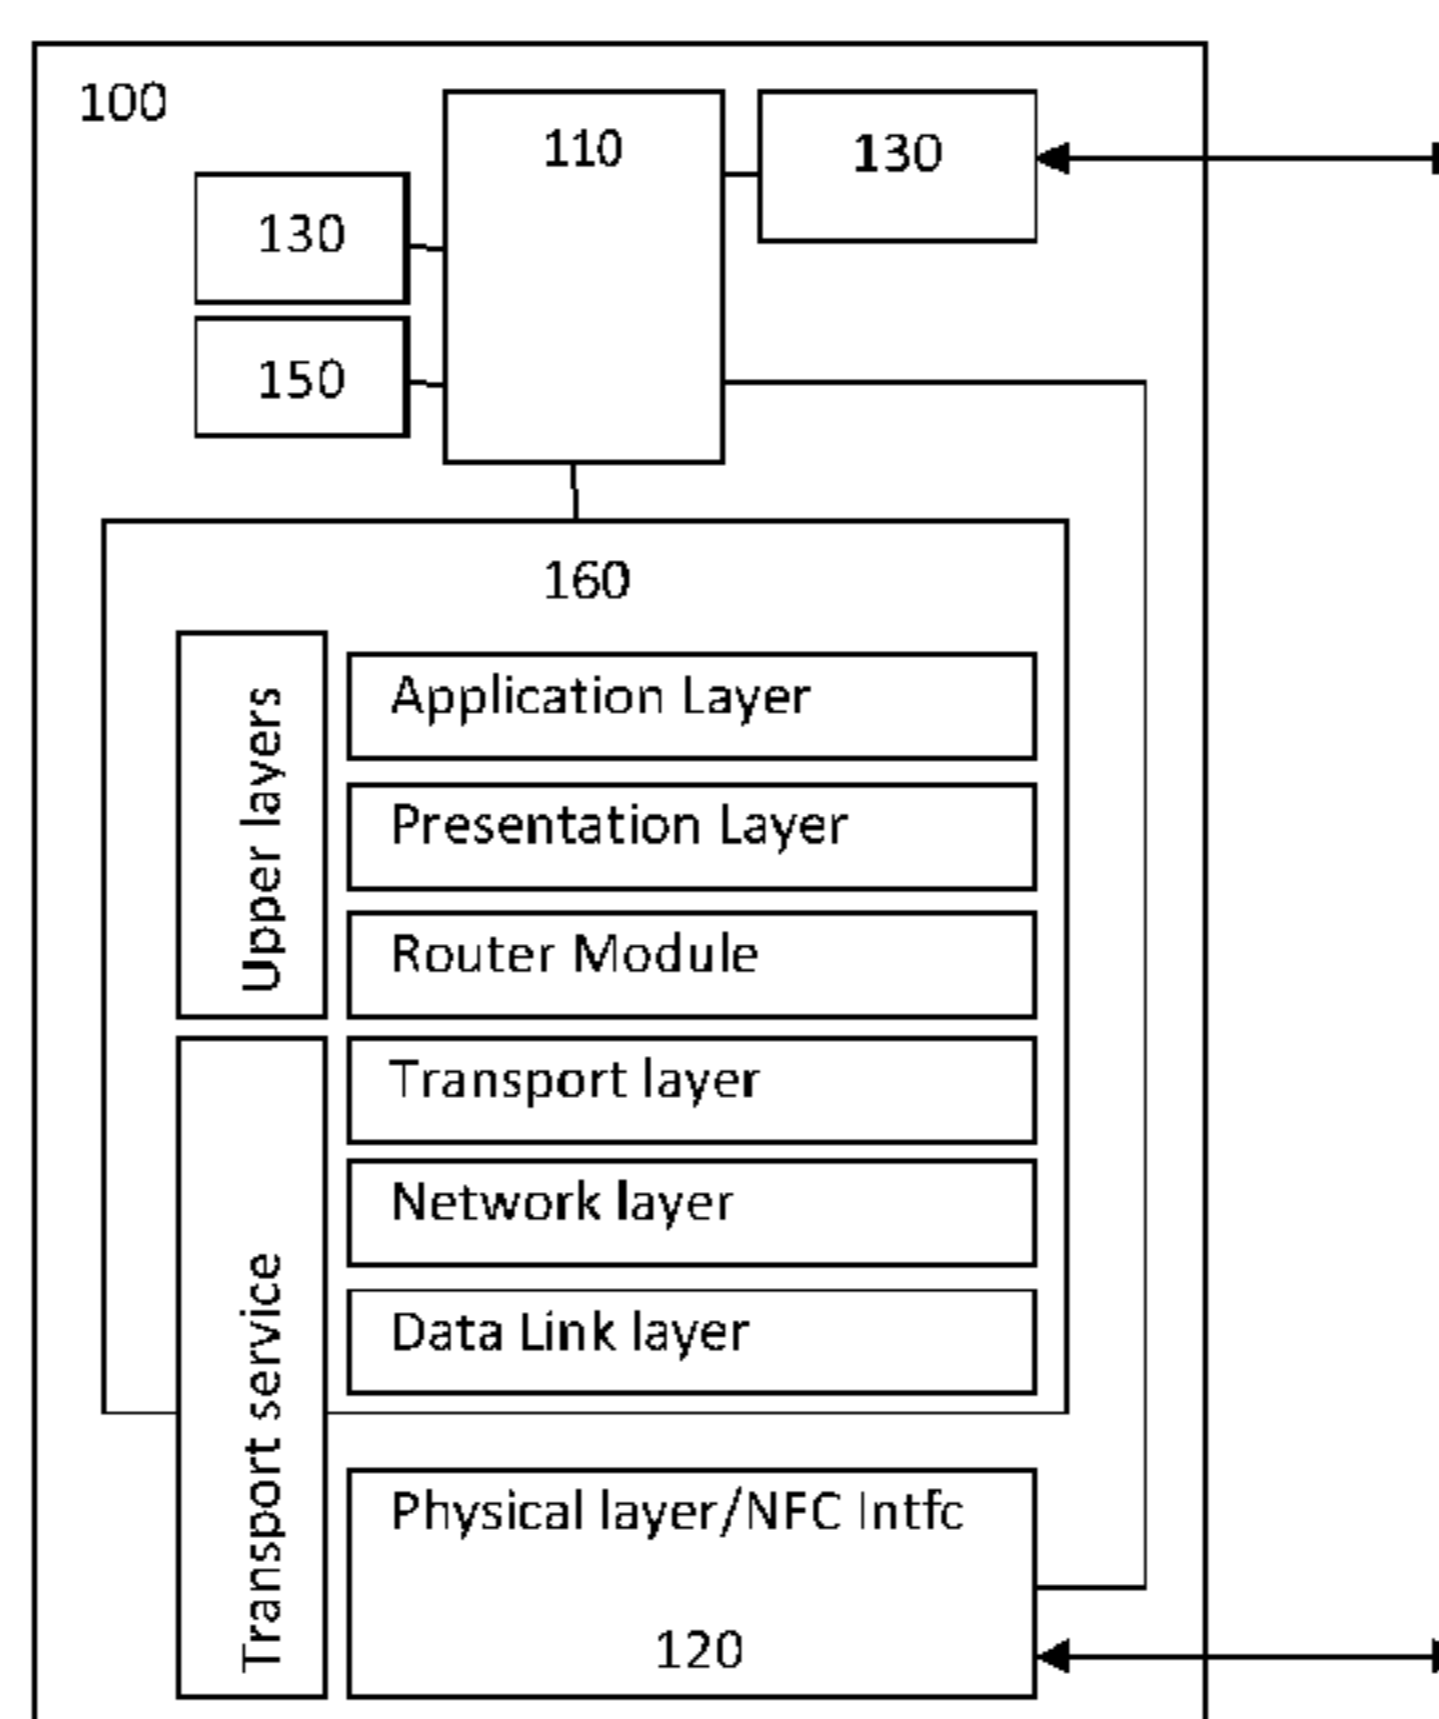 100
110
130
130
150
160
Upper layers
Application Layer
Presentation Layer
Router Module
Transport service
Transport layer
Network layer
Data Link layer
Physical layer/NFC Intfc
120